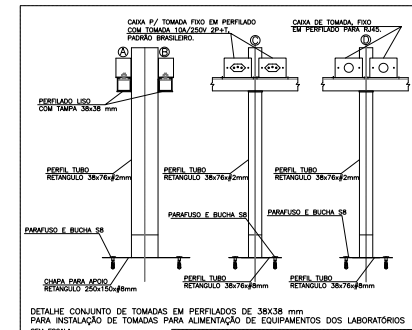 CAIXA P/ TOMADA FIXO EM PERFILADO
COM TOMADA 10A/250V 2P+T,
PADRÃO BRASILEIRO.
CAIXA DE TOMADA, FIXO
EM PERFILADO PARA RJ45.
A
B
C
D
PERFILADO LISO
COM TAMPA 38x38 mm
PERFIL TUBO
RETANGULO 38x76x#2mm
PERFIL TUBO
RETANGULO 38x76x#2mm
PERFIL TUBO
RETANGULO 38x76x#2mm
PARAFUSO E BUCHA S8
PARAFUSO E BUCHA S8
PARAFUSO E BUCHA S8
CHAPA PARA APOIO
RETANGULO 250x150x#8mm
PERFIL TUBO
RETANGULO 38x76x#8mm
PERFIL TUBO
RETANGULO 38x76x#8mm
DETALHE CONJUNTO DE TOMADAS EM PERFILADOS DE 38X38 mm
PARA INSTALAÇÃO DE TOMADAS PARA ALIMENTAÇÃO DE EQUIPAMENTOS DOS LABORATÓRIOS